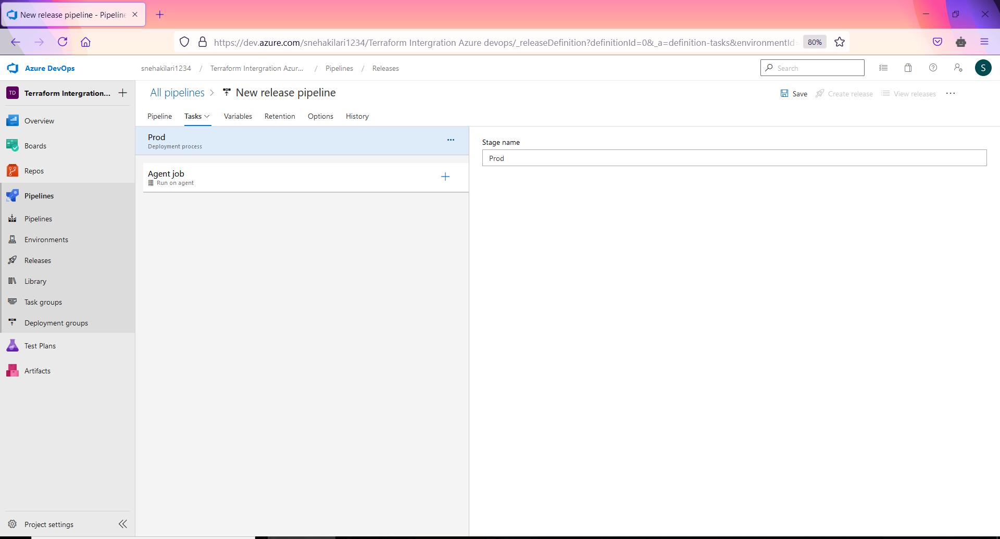 New release pipeline - Pipeline
https://dev.azure.com/snehakilari1234/Terraform Intergration Azure devops/_releaseDefinition?definitionId=0&_a=definition-tasks&environmentId=
80%
Azure DevOps
snehakilari1234 / Terraform Intergration Azur... / Pipelines / Releases
Search
S
TD Terraform Intergration...
All pipelines > New release pipeline
Save
Create release
View releases
Pipeline Tasks Variables Retention Options History
Overview
Boards
Repos
Pipelines
Pipelines
Environments
Releases
Library
Task groups
Deployment groups
Test Plans
Artifacts
Project settings
Prod
Deployment process
Agent job
Run on agent
Stage name
Prod